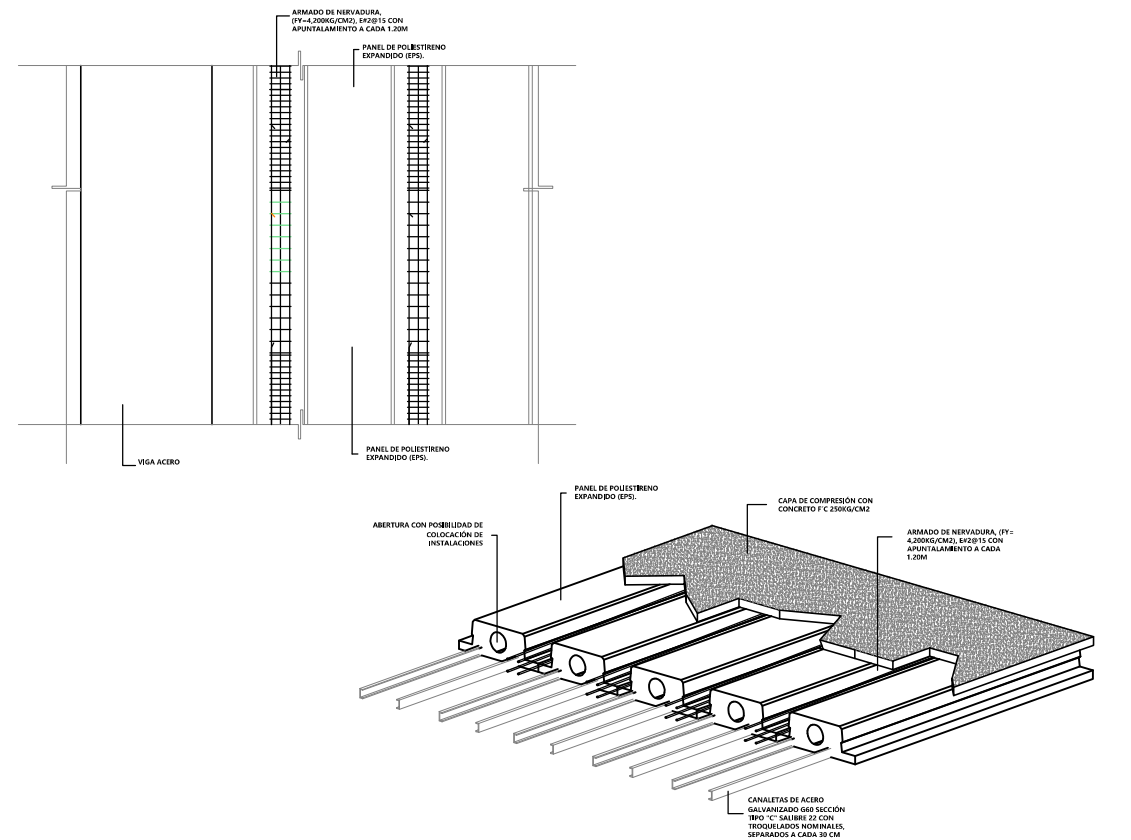 ARMADO DE NERVADURA,
(FY=4,200KG/CM2), E#2@15 CON
APUNTALAMIENTO A CADA 1.20M
PANEL DE POLIESTIRENO
EXPANDIDO (EPS).
VIGA ACERO
PANEL DE POLIESTIRENO
EXPANDIDO (EPS).
PANEL DE POLIESTIRENO
EXPANDIDO (EPS).
CAPA DE COMPRESIÓN CON
CONCRETO F'C 250KG/CM2
ABERTURA CON POSIBILIDAD DE
COLOCACIÓN DE
INSTALACIONES
ARMADO DE NERVADURA, (FY=
4,200KG/CM2), E#2@15 CON
APUNTALAMIENTO A CADA
1.20M
CANALETAS DE ACERO
GALVANIZADO G60 SECCIÓN
TIPO "C" SALIBRE 22 CON
TROQUELADOS NOMINALES,
SEPARADOS A CADA 30 CM